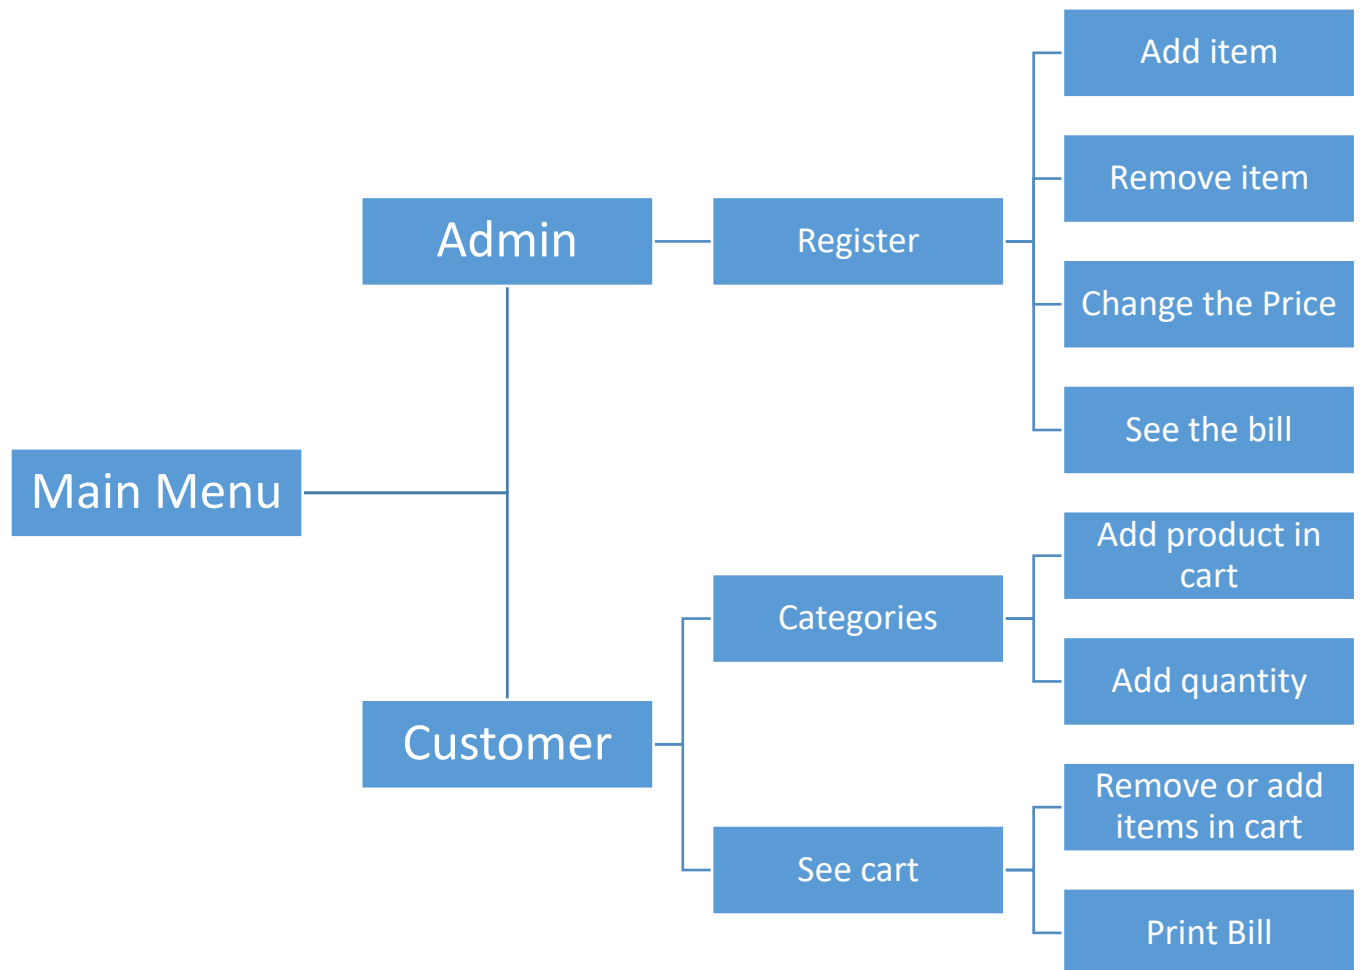 Add item
Remove item
Admin
Register
Change the Price
See the bill
Main Menu
Add product in
cart
Categories
Add quantity
Customer
Remove or add
items in cart
See cart
Print Bill